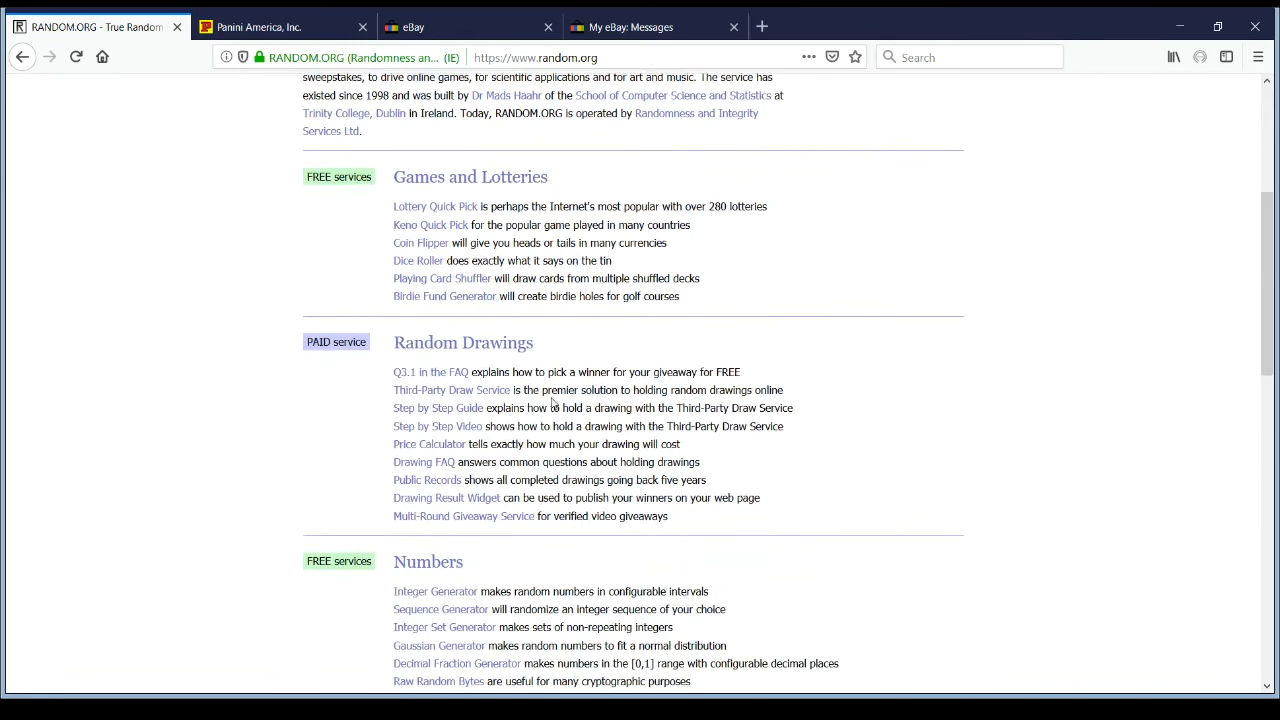 RANDOM.ORG - True Random
Panini America, Inc.
eBay
My eBay: Messages
RANDOM.ORG (Randomness an... (IE)
https://www.random.org
Search
sweepstakes, to drive online games, for scientific applications and for art and music. The service has
existed since 1998 and was built by Dr Mads Haahr of the School of Computer Science and Statistics at
Trinity College, Dublin in Ireland. Today, RANDOM.ORG is operated by Randomness and Integrity
Services Ltd.
FREE services
Games and Lotteries
Lottery Quick Pick is perhaps the Internet's most popular with over 280 lotteries
Keno Quick Pick for the popular game played in many countries
Coin Flipper will give you heads or tails in many currencies
Dice Roller does exactly what it says on the tin
Playing Card Shuffler will draw cards from multiple shuffled decks
Birdie Fund Generator will create birdie holes for golf courses
PAID service
Random Drawings
Q3.1 in the FAQ explains how to pick a winner for your giveaway for FREE
Third-Party Draw Service is the premier solution to holding random drawings online
Step by Step Guide explains how to hold a drawing with the Third-Party Draw Service
Step by Step Video shows how to hold a drawing with the Third-Party Draw Service
Price Calculator tells exactly how much your drawing will cost
Drawing FAQ answers common questions about holding drawings
Public Records shows all completed drawings going back five years
Drawing Result Widget can be used to publish your winners on your web page
Multi-Round Giveaway Service for verified video giveaways
FREE services
Numbers
Integer Generator makes random numbers in configurable intervals
Sequence Generator will randomize an integer sequence of your choice
Integer Set Generator makes sets of non-repeating integers
Gaussian Generator makes random numbers to fit a normal distribution
Decimal Fraction Generator makes numbers in the [0,1] range with configurable decimal places
Raw Random Bytes are useful for many cryptographic purposes